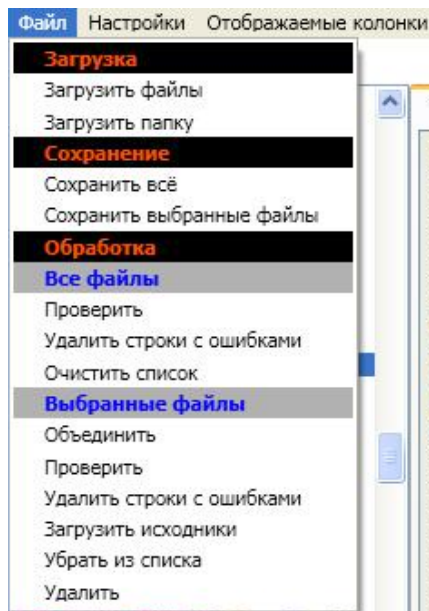 Файл Настройки Отображаемые колонки
Загрузка
Загрузить файлы
Загрузить папку
Сохранение
Сохранить всё
Сохранить выбранные файлы
Обработка
Все файлы
Проверить
Удалить строки с ошибками
Очистить список
Выбранные файлы
Объединить
Проверить
Удалить строки с ошибками
Загрузить исходники
Убрать из списка
Удалить